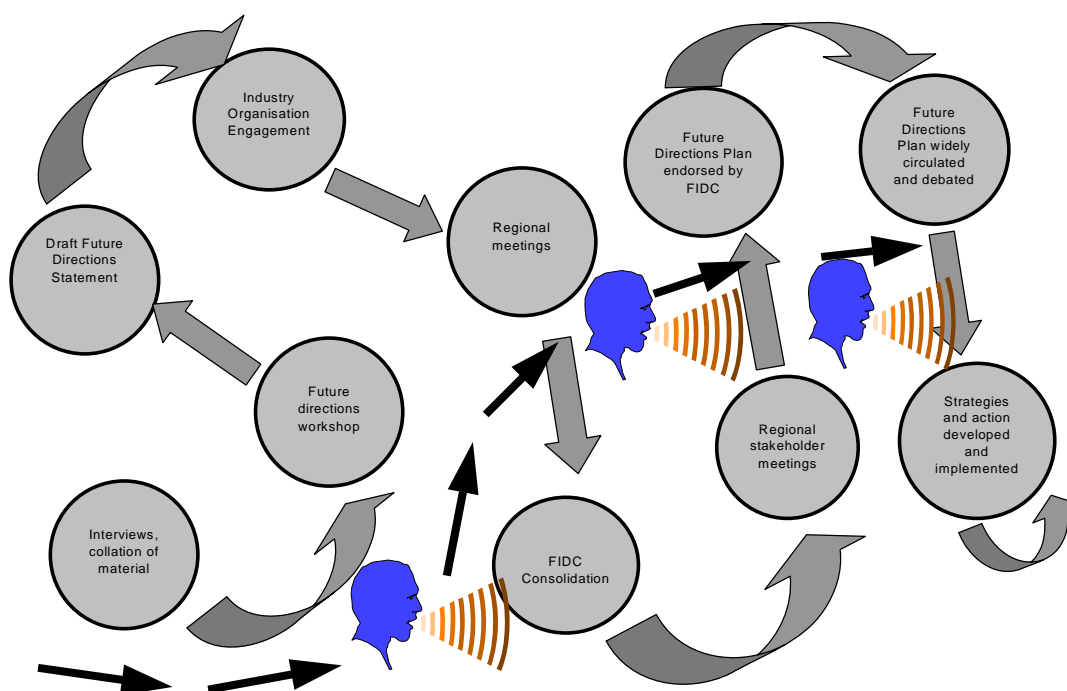 Interviews,
collation of
material
Future
directions
workshop
Draft Future
Directions
Statement
Industry
Organisation
Engagement
Regional
meetings
FIDC
Consolidation
Regional
stakeholder
meetings
Future
Directions Plan
endorsed by
FIDC
Future
Directions
Plan widely
circulated
and debated
Strategies
and action
developed
and
implemented